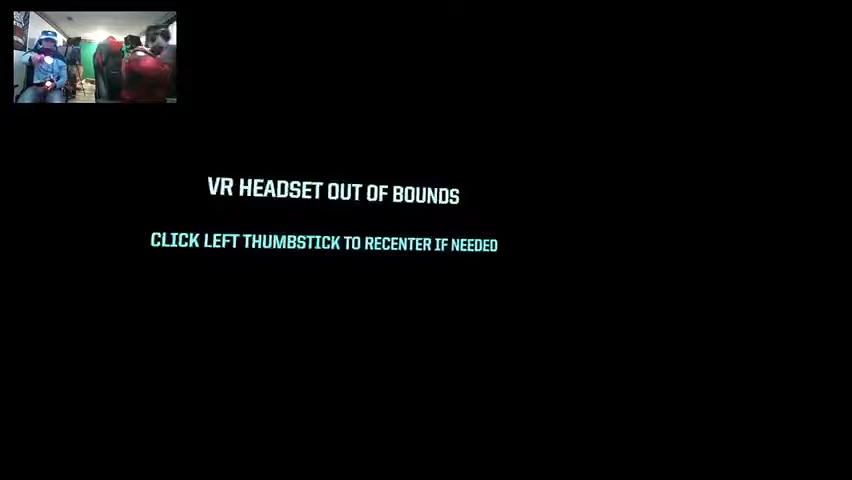 VR HEADSET OUT OF BOUNDS
CLICK LEFT THUMBSTICK TO RECENTER IF NEEDED